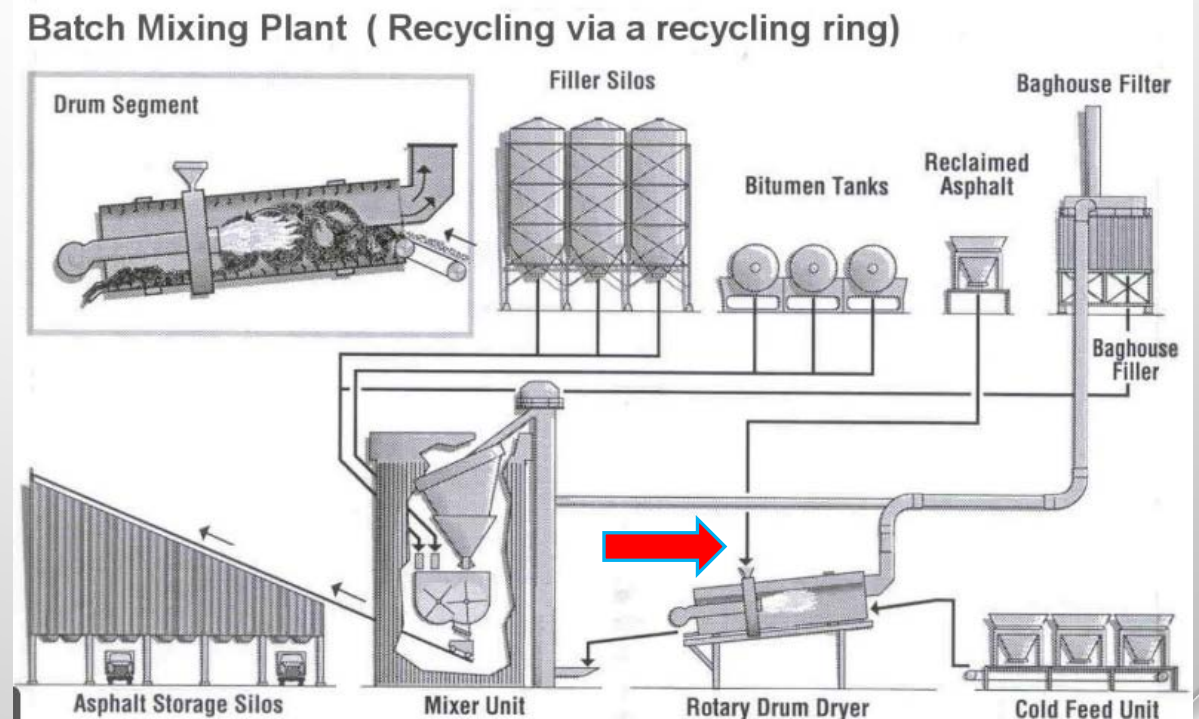 Batch Mixing Plant ( Recycling via a recycling ring)
Drum Segment
Filler Silos
Bitumen Tanks
Reclaimed
Asphalt
Baghouse Filter
Baghouse
Filler
Asphalt Storage Silos
Mixer Unit
Rotary Drum Dryer
Cold Feed Unit